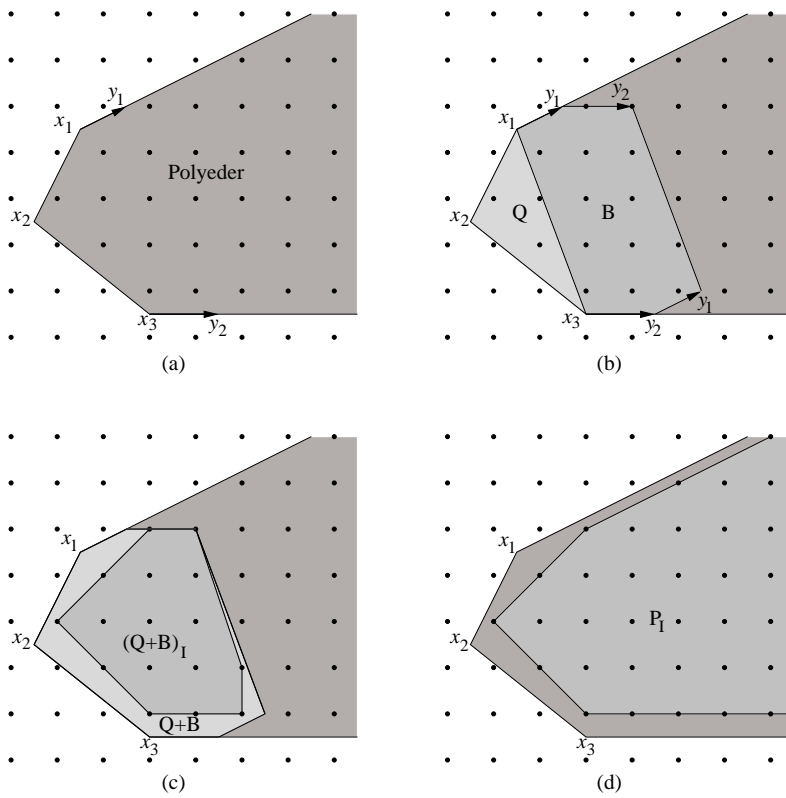 y1
x1
Polyeder
x2
x3
y2
(a)
y1
y2
x1
Q
B
x2
x3
y2
y1
(b)
x1
x2
(Q+B)I
Q+B
x3
(c)
x1
x2
PI
x3
(d)